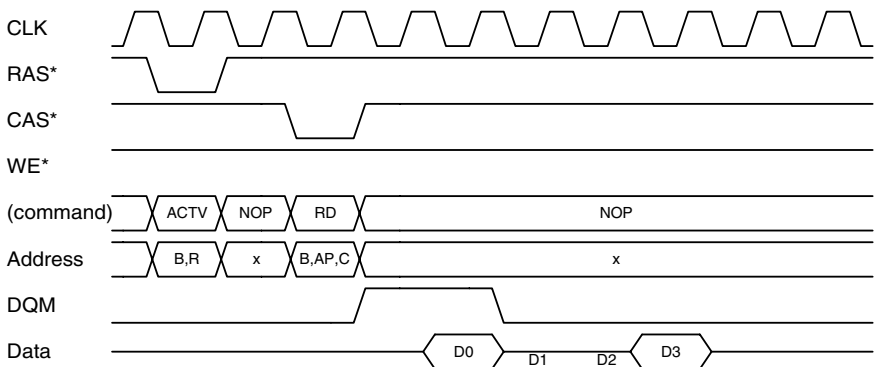 CLK
RAS*
CAS*
WE*
(command) ACTV NOP RD NOP
Address B,R x B,AP,C x
DQM
Data D0 D1 D2 D3